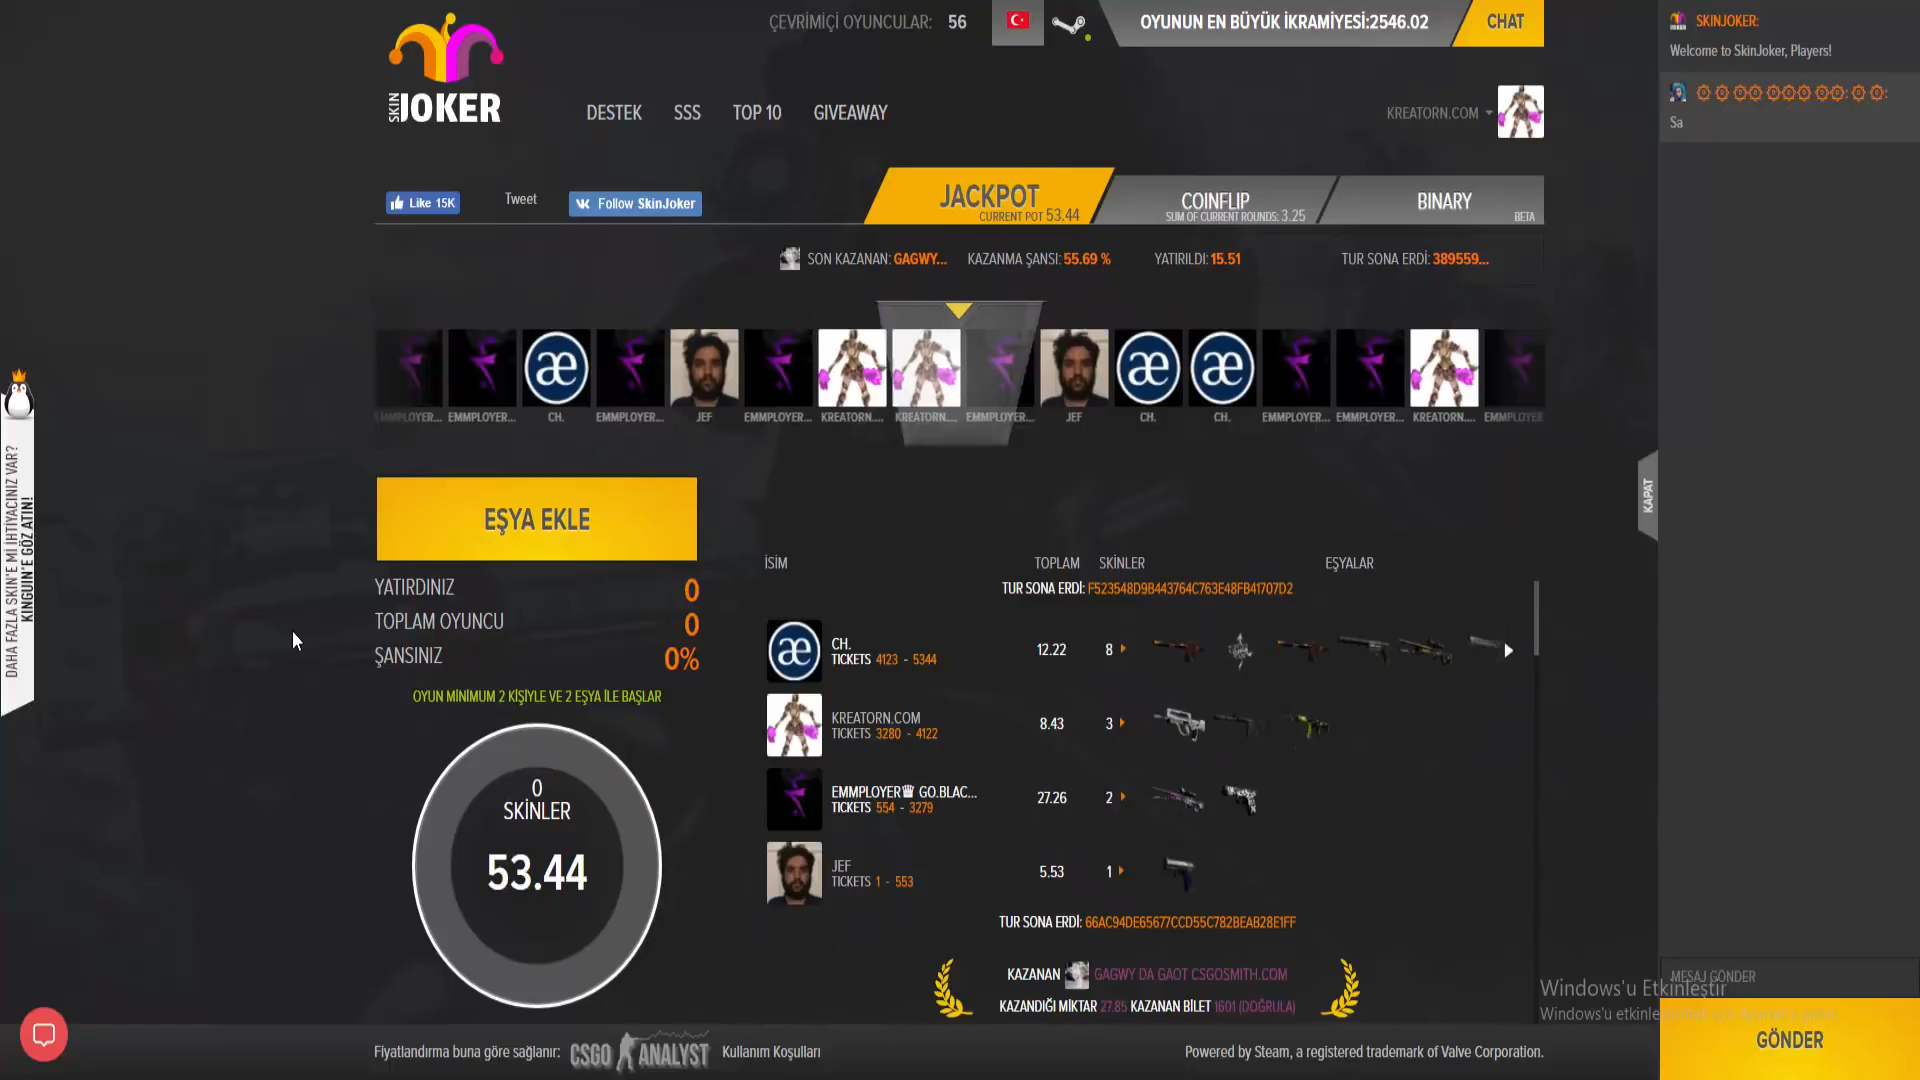 ÇEVRİMİÇİ OYUNCULAR: 56
OYUNUN EN BÜYÜK İKRAMİYESİ:2546.02
CHAT
SKIN JOKER
DESTEK SSS TOP 10 GIVEAWAY
KREATORN.COM
Like 15K
Tweet
Follow SkinJoker
JACKPOT
CURRENT POT 53.44
COINFLIP
SUM OF CURRENT ROUNDS: 3.25
BINARY
BETA
SON KAZANAN: GAGWY... KAZANMA ŞANSI: 55.69 % YATIRILDI: 15.51 TUR SONA ERDİ: 389559...
EMMPLOYER... EMMPLOYER... CH. EMMPLOYER... JEF EMMPLOYER... KREATORN.... KREATORN.... EMMPLOYER... JEF CH. CH. EMMPLOYER... EMMPLOYER... KREATORN.... EMMPLOYER
DAHA FAZLA SKIN'E Mİ İHTİYACINIZ VAR?
KINGUIN'E GÖZ ATIN!
EŞYA EKLE
YATIRDINIZ 0
TOPLAM OYUNCU 0
ŞANSINIZ 0%
OYUN MİNİMUM 2 KİŞİYLE VE 2 EŞYA İLE BAŞLAR
0
SKİNLER
53.44
İSİM TOPLAM SKİNLER EŞYALAR
TUR SONA ERDİ: F523548D9B443764C763E48FB41707D2
CH.
TICKETS 4123 - 5344
12.22 8
KREATORN.COM
TICKETS 3280 - 4122
8.43 3
EMMPLOYER♛ GO.BLAC...
TICKETS 554 - 3279
27.26 2
JEF
TICKETS 1 - 553
5.53 1
TUR SONA ERDİ: 66AC94DE65677CCD55C782BEAB28E1FF
KAZANAN GAGWY DA GAOT CSGOSMITH.COM
KAZANDIĞI MİKTAR 27.85 KAZANAN BİLET 1601 (DOĞRULA)
Fiyatlandırma buna göre sağlanır: CSGO ANALYST Kullanım Koşulları
Powered by Steam, a registered trademark of Valve Corporation.
SKINJOKER:
Welcome to SkinJoker, Players!
Sa
KAPAT
MESAJ GÖNDER
Windows'u Etkinleştir
Windows'u etkinle
GÖNDER